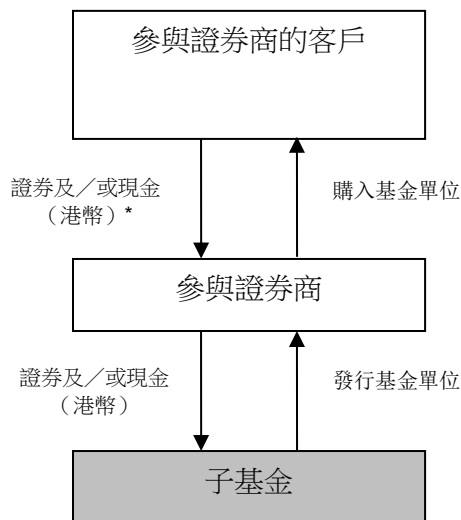 參與證券商的客戶
證券及／或現金
（港幣）*
購入基金單位
參與證券商
證券及／或現金
（港幣）
發行基金單位
子基金